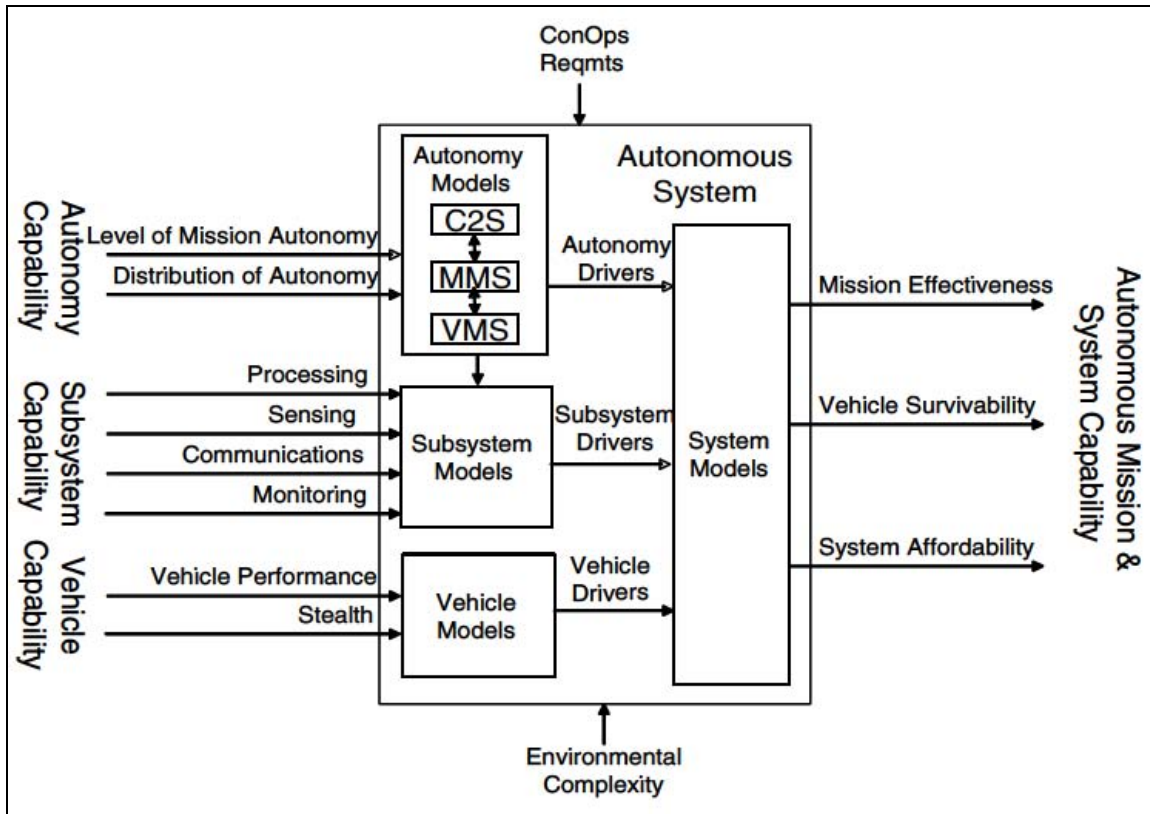 ConOps
Reqmts
Autonomy
Capability
Level of Mission Autonomy
Distribution of Autonomy
Autonomy
Models
C2S
MMS
VMS
Autonomous
System
Autonomy
Drivers
Subsystem
Capability
Processing
Sensing
Communications
Monitoring
Subsystem
Models
Subsystem
Drivers
System
Models
Vehicle
Capability
Vehicle Performance
Stealth
Vehicle
Models
Vehicle
Drivers
Mission Effectiveness
Vehicle Survivability
System Affordability
Autonomous Mission &
System Capability
Environmental
Complexity